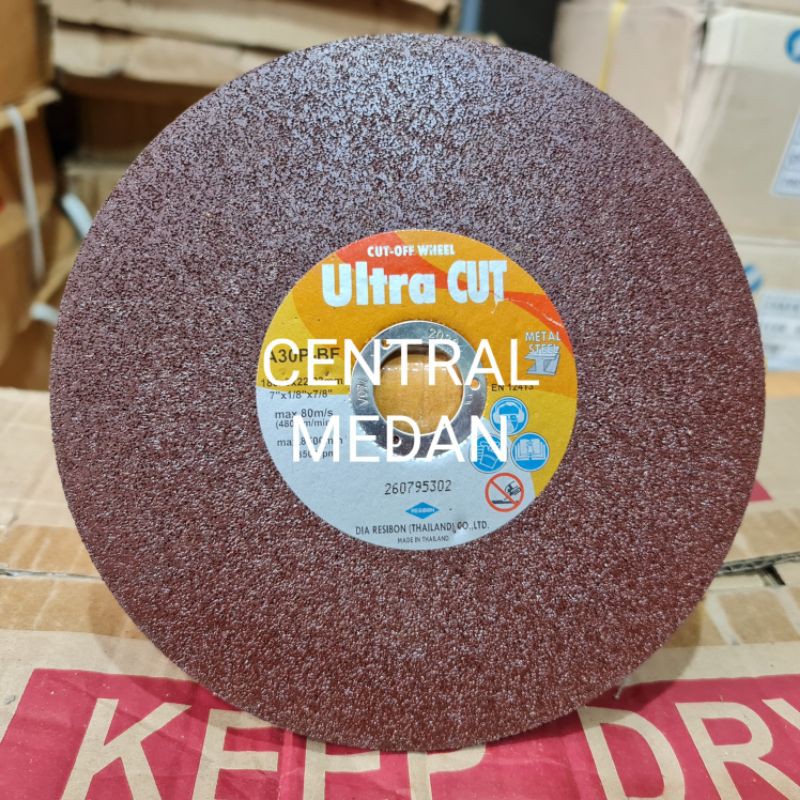 CUT-OFF WHEEL
Ultra CUT
METAL
STEEL
EN 12413
7"x1/8"x7/8"
max 80m/s
CENTRAL
MEDAN
260795302
RESIBON
DIA RESIBON (THAILAND) CO.,LTD.
MADE IN THAILAND
KEEP DRY